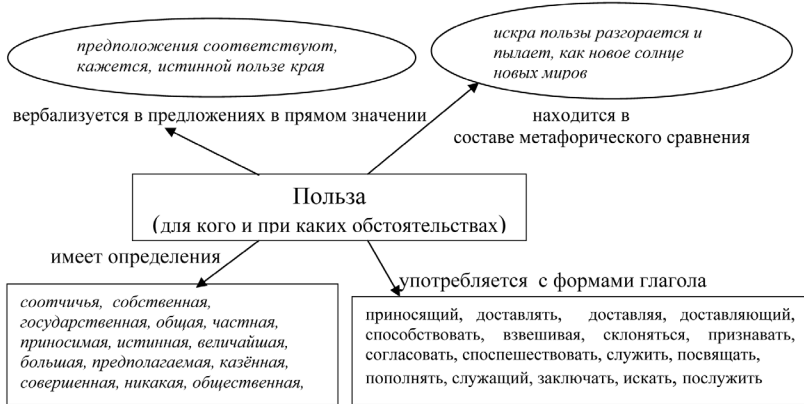 предположения соответствуют,
кажется, истинной пользе края
искра пользы разгорается и
пылает, как новое солнце
новых миров
вербализуется в предложениях в прямом значении
находится в
составе метафорического сравнения
Польза
(для кого и при каких обстоятельствах)
имеет определения
соотчичья, собственная,
государственная, общая, частная,
приносимая, истинная, величайшая,
большая, предполагаемая, казённая,
совершенная, никакая, общественная,
употребляется с формами глагола
приносящий, доставлять, доставляя, доставляющий,
способствовать, взвешивая, склоняться, признавать,
согласовать, споспешествовать, служить, посвящать,
пополнять, служащий, заключать, искать, послужить